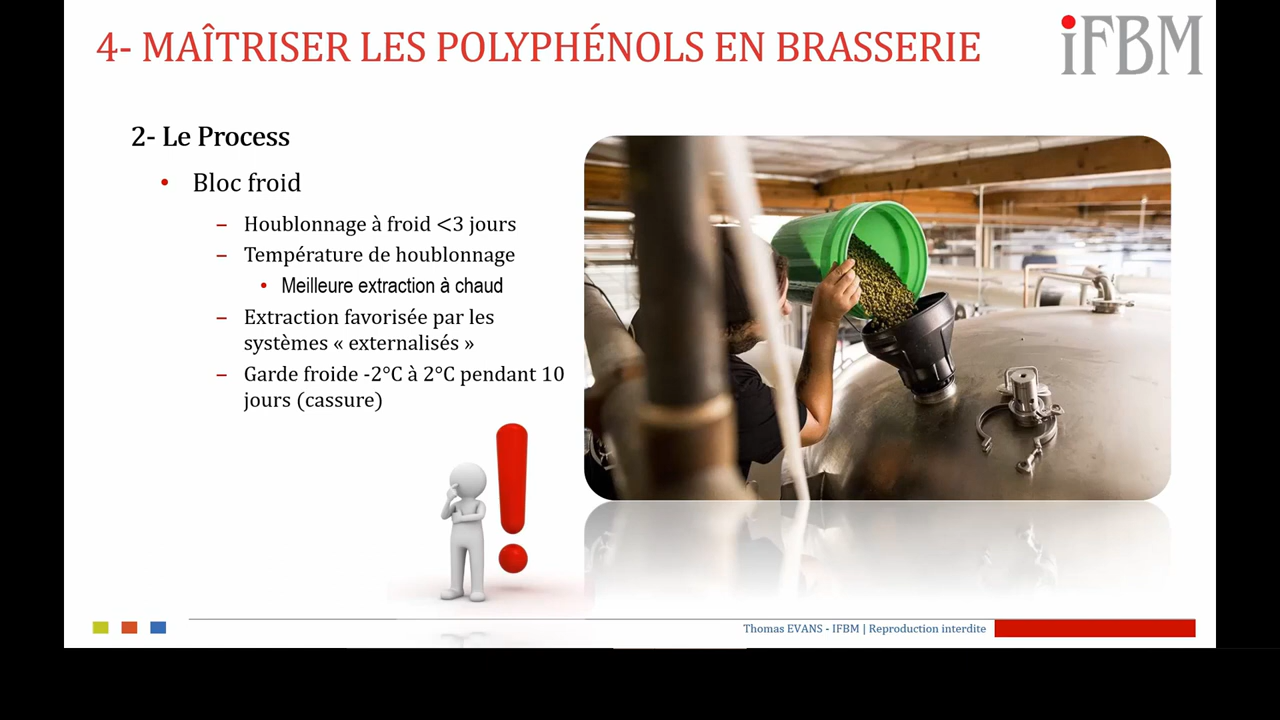 4- MAÎTRISER LES POLYPHÉNOLS EN BRASSERIE
iFBM
2- Le Process
• Bloc froid
– Houblonnage à froid <3 jours
– Température de houblonnage
• Meilleure extraction à chaud
– Extraction favorisée par les
systèmes « externalisés »
– Garde froide -2°C à 2°C pendant 10
jours (cassure)
Thomas EVANS - IFBM | Reproduction interdite